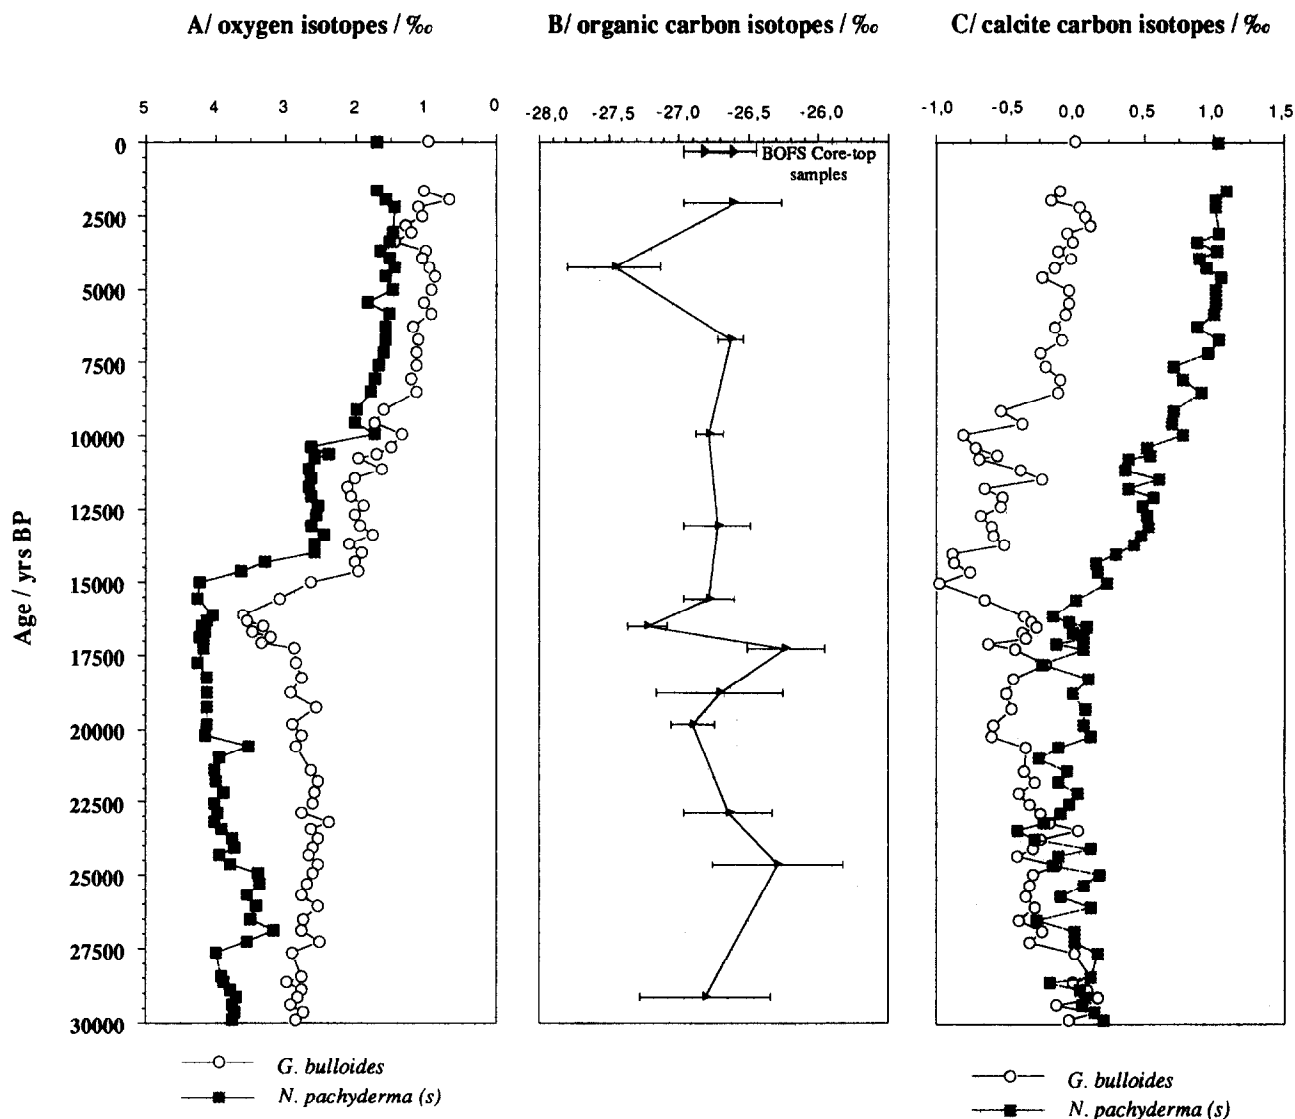 A/ oxygen isotopes / ‰
B/ organic carbon isotopes / ‰
C/ calcite carbon isotopes / ‰
5 4 3 2 1 0
-28,0 -27,5 -27,0 -26,5 -26,0
-1,0 -0,5 0,0 0,5 1,0 1,5
Age / yrs BP
0
2500
5000
7500
10000
12500
15000
17500
20000
22500
25000
27500
30000
BOFS Core-top
samples
G. bulloides
N. pachyderma (s)
G. bulloides
N. pachyderma (s)